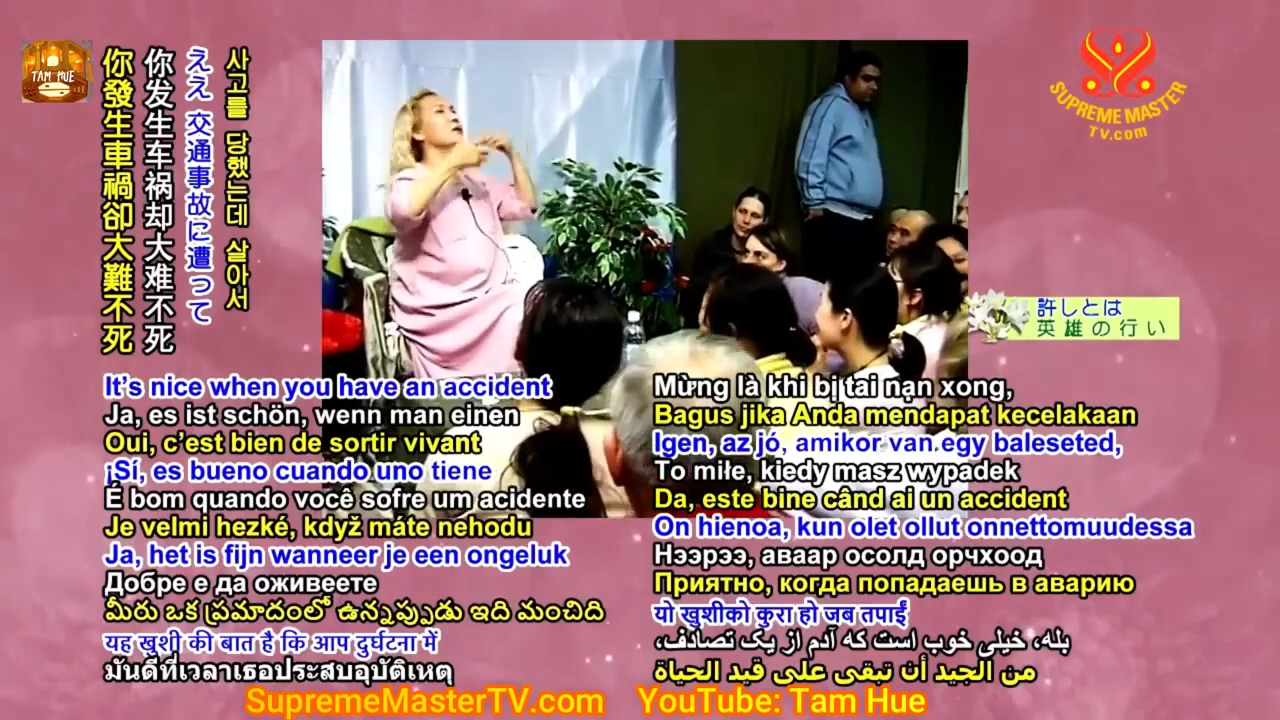 TAM HUE
SUPREME MASTER
TV.com
你發生車禍卻大難不死
你发生车祸却大难不死
ええ 交通事故に遭って
사고를 당했는데 살아서
許しとは
英雄の行い
It's nice when you have an accident
Ja, es ist schön, wenn man einen
Oui, c'est bien de sortir vivant
¡Sí, es bueno cuando uno tiene
É bom quando você sofre um acidente
Je velmi hezké, když máte nehodu
Ja, het is fijn wanneer je een ongeluk
Добре е да оживеете
మీరు ఒక ప్రమాదంలో ఉన్నప్పుడు ఇది మంచిది
यह खुशी की बात है कि आप दुर्घटना में
มันดีที่เวลาเธอประสบอุบัติเหตุ
Mừng là khi bị tai nạn xong,
Bagus jika Anda mendapat kecelakaan
Igen, az jó, amikor van egy baleseted,
To miłe, kiedy masz wypadek
Da, este bine când ai un accident
On hienoa, kun olet ollut onnettomuudessa
Нээрээ, аваар осолд орчхоод
Приятно, когда попадаешь в аварию
यो खुशीको कुरा हो जब तपाईं
بله، خیلی خوب است که آدم از یک تصادف،
من الجيد أن تبقى على قيد الحياة
SupremeMasterTV.com YouTube: Tam Hue